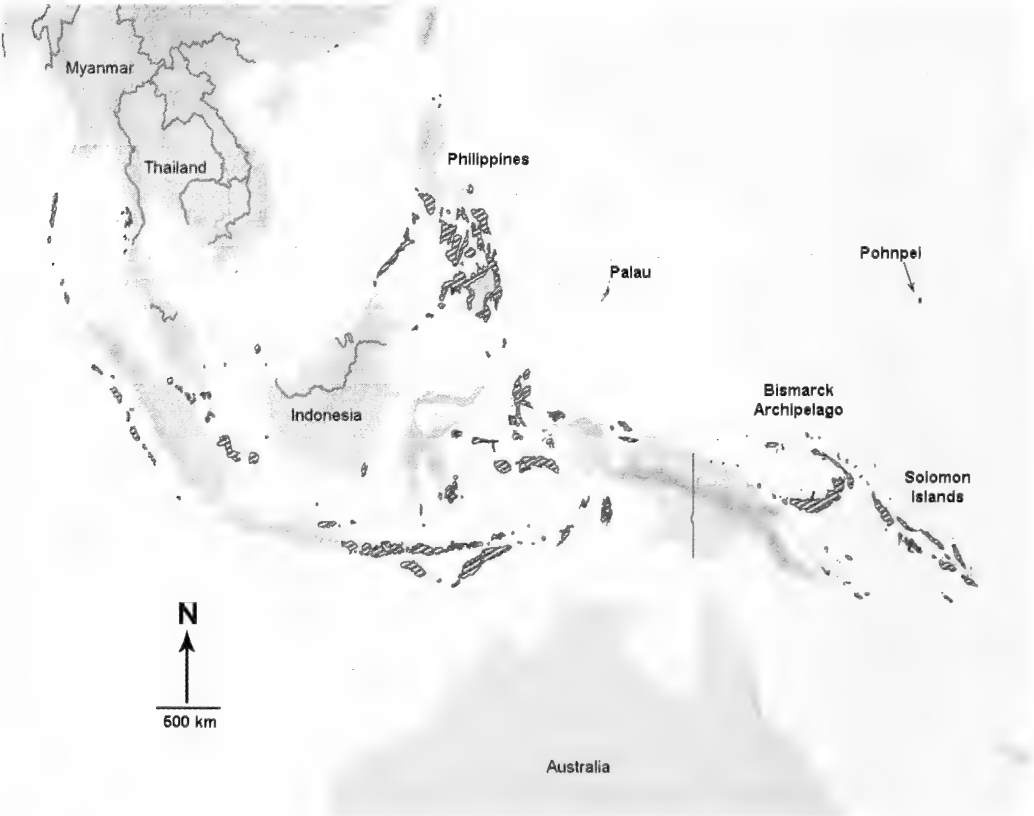 Myanmar
Thailand
Philippines
Palau
Pohnpei
Indonesia
Bismarck
Archipelago
Solomon
Islands
N
500 km
Australia